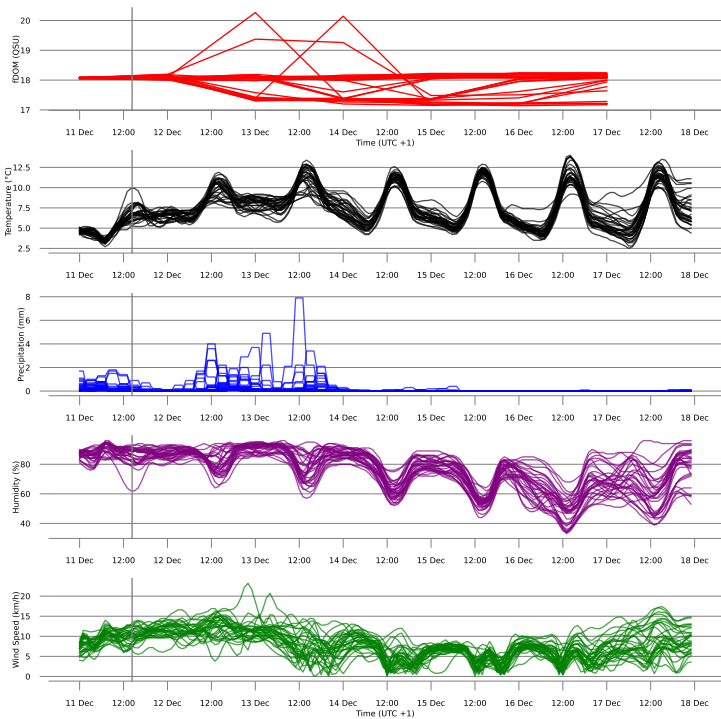 20
19
18
17
fDOM (QSU)
11 Dec 12:00 12 Dec 12:00 13 Dec 12:00 14 Dec 12:00 15 Dec 12:00 16 Dec 12:00 17 Dec 12:00 18 Dec
Time (UTC +1)
12.5
10.0
7.5
5.0
2.5
Temperature (°C)
11 Dec 12:00 12 Dec 12:00 13 Dec 12:00 14 Dec 12:00 15 Dec 12:00 16 Dec 12:00 17 Dec 12:00 18 Dec
8
6
4
2
0
Precipitation (mm)
11 Dec 12:00 12 Dec 12:00 13 Dec 12:00 14 Dec 12:00 15 Dec 12:00 16 Dec 12:00 17 Dec 12:00 18 Dec
80
60
40
Humidity (%)
11 Dec 12:00 12 Dec 12:00 13 Dec 12:00 14 Dec 12:00 15 Dec 12:00 16 Dec 12:00 17 Dec 12:00 18 Dec
20
15
10
5
0
Wind Speed (km/h)
11 Dec 12:00 12 Dec 12:00 13 Dec 12:00 14 Dec 12:00 15 Dec 12:00 16 Dec 12:00 17 Dec 12:00 18 Dec
Time (UTC +1)